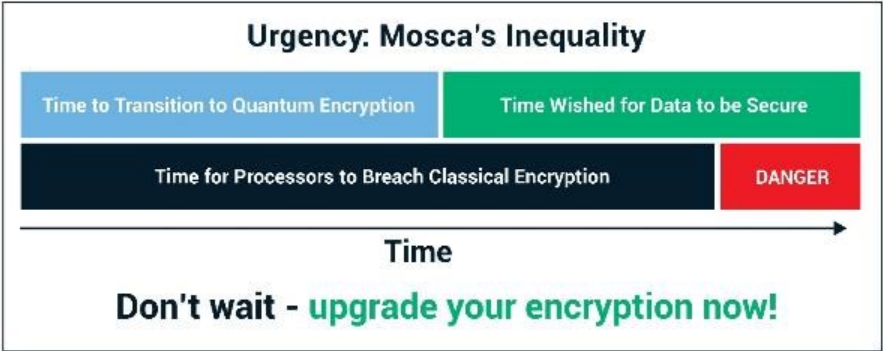 Urgency: Mosca's Inequality
Time to Transition to Quantum Encryption
Time Wished for Data to be Secure
Time for Processors to Breach Classical Encryption
DANGER
Time
Don't wait - upgrade your encryption now!